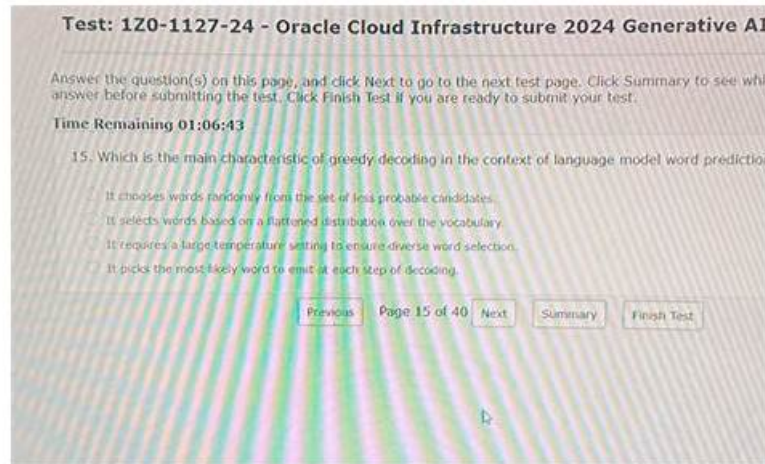 Test: 1Z0-1127-24 - Oracle Cloud Infrastructure 2024 Generative AI
Answer the question(s) on this page, and click Next to go to the next test page. Click Summary to see whi
answer before submitting the test. Click Finish Test if you are ready to submit your test.
Time Remaining 01:06:43
15. Which is the main characteristic of greedy decoding in the context of language model word predictio
It chooses words randomly from the set of less probable candidates.
It selects words based on a flattened distribution over the vocabulary.
It requires a large temperature setting to ensure diverse word selection.
It picks the most likely word to emit at each step of decoding.
Previous Page 15 of 40 Next Summary Finish Test